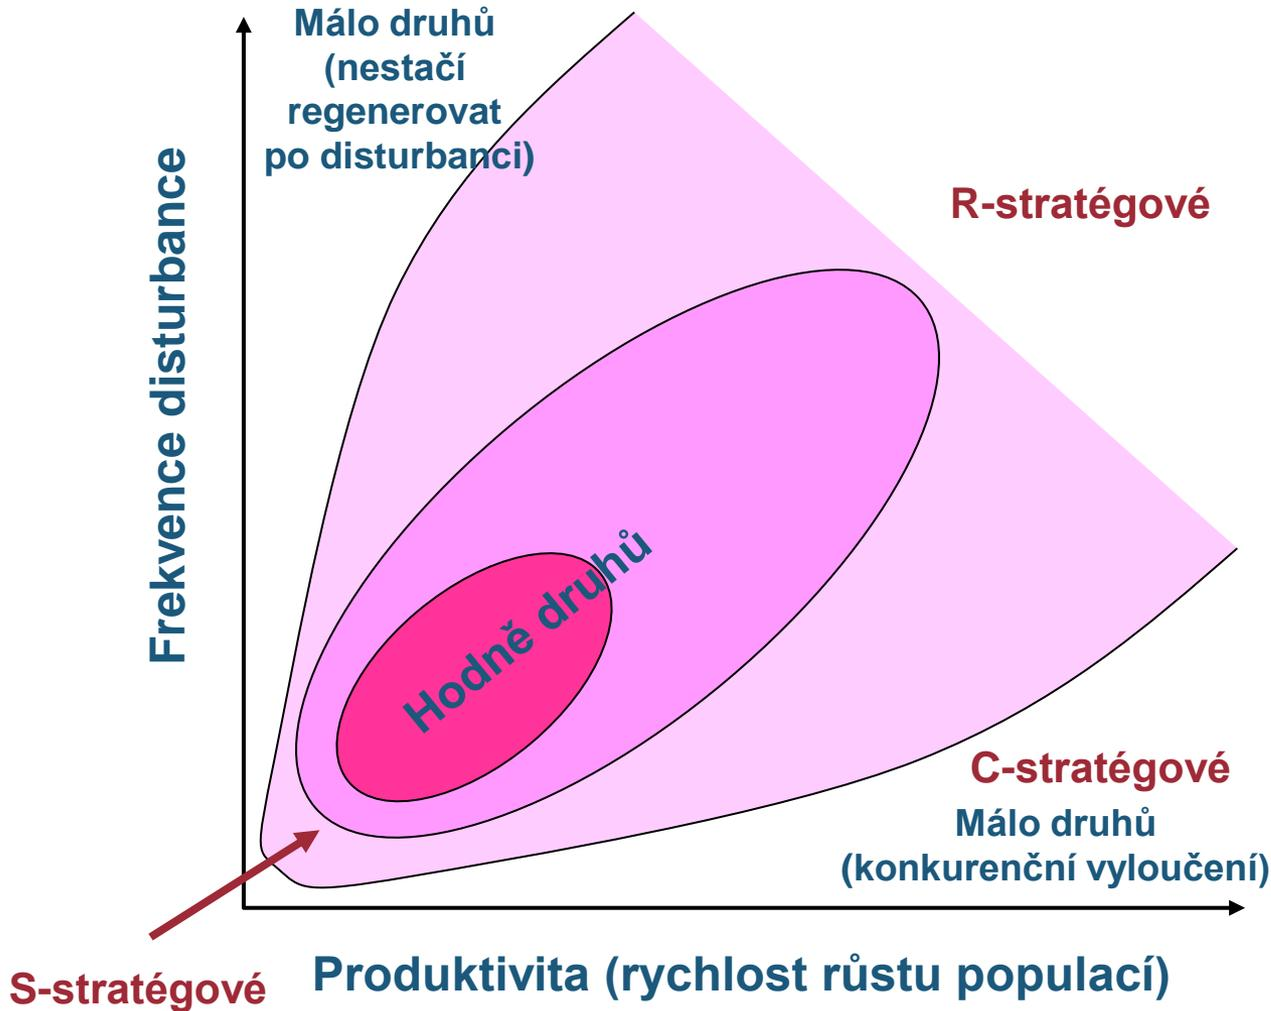 Málo druhů
(nestačí
regenerovat
po disturbanci)
Frekvence disturbance
R-stratégové
Hodně druhů
C-stratégové
Málo druhů
(konkurenční vyloučení)
S-stratégové
Produktivita (rychlost růstu populací)